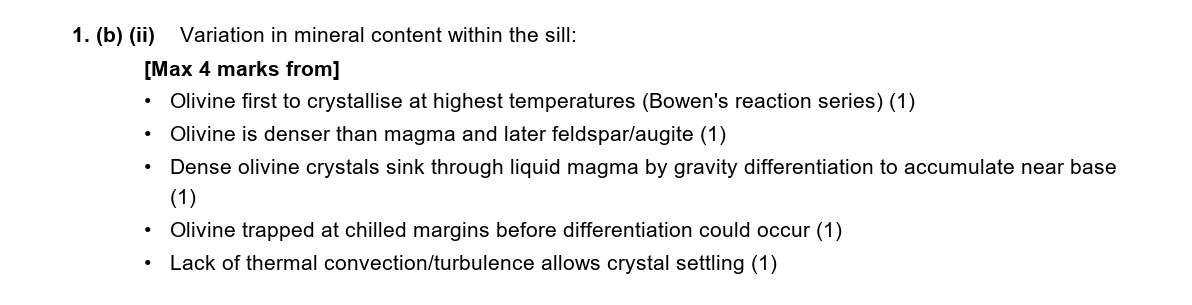 1. (b) (ii) Variation in mineral content within the sill:
[Max 4 marks from]
• Olivine first to crystallise at highest temperatures (Bowen's reaction series) (1)
• Olivine is denser than magma and later feldspar/augite (1)
• Dense olivine crystals sink through liquid magma by gravity differentiation to accumulate near base
(1)
• Olivine trapped at chilled margins before differentiation could occur (1)
• Lack of thermal convection/turbulence allows crystal settling (1)